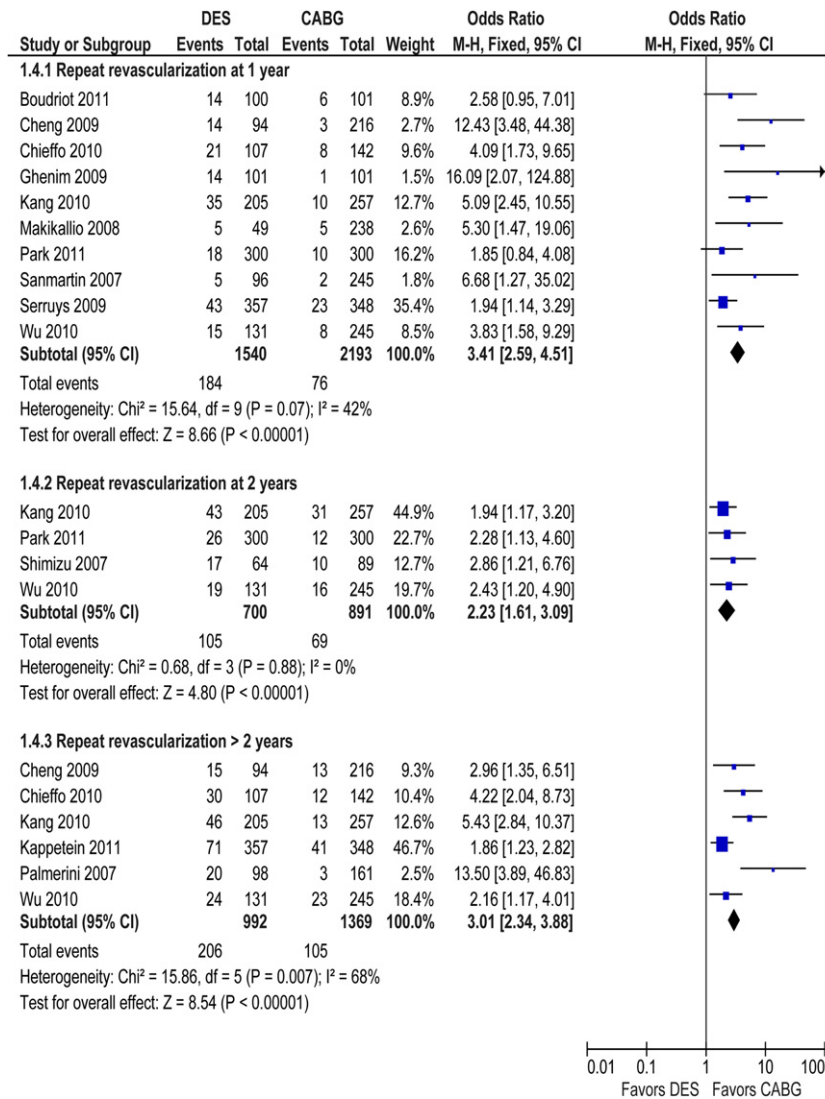 DES CABG Odds Ratio Odds Ratio
Study or Subgroup Events Total Events Total Weight M-H, Fixed, 95% CI M-H, Fixed, 95% CI
1.4.1 Repeat revascularization at 1 year
Boudriot 2011 14 100 6 101 8.9% 2.58 [0.95, 7.01]
Cheng 2009 14 94 3 216 2.7% 12.43 [3.48, 44.38]
Chieffo 2010 21 107 8 142 9.6% 4.09 [1.73, 9.65]
Ghenim 2009 14 101 1 101 1.5% 16.09 [2.07, 124.88]
Kang 2010 35 205 10 257 12.7% 5.09 [2.45, 10.55]
Makikallio 2008 5 49 5 238 2.6% 5.30 [1.47, 19.06]
Park 2011 18 300 10 300 16.2% 1.85 [0.84, 4.08]
Sanmartin 2007 5 96 2 245 1.8% 6.68 [1.27, 35.02]
Serruys 2009 43 357 23 348 35.4% 1.94 [1.14, 3.29]
Wu 2010 15 131 8 245 8.5% 3.83 [1.58, 9.29]
Subtotal (95% CI) 1540 2193 100.0% 3.41 [2.59, 4.51]
Total events 184 76
Heterogeneity: Chi² = 15.64, df = 9 (P = 0.07); I² = 42%
Test for overall effect: Z = 8.66 (P < 0.00001)
1.4.2 Repeat revascularization at 2 years
Kang 2010 43 205 31 257 44.9% 1.94 [1.17, 3.20]
Park 2011 26 300 12 300 22.7% 2.28 [1.13, 4.60]
Shimizu 2007 17 64 10 89 12.7% 2.86 [1.21, 6.76]
Wu 2010 19 131 16 245 19.7% 2.43 [1.20, 4.90]
Subtotal (95% CI) 700 891 100.0% 2.23 [1.61, 3.09]
Total events 105 69
Heterogeneity: Chi² = 0.68, df = 3 (P = 0.88); I² = 0%
Test for overall effect: Z = 4.80 (P < 0.00001)
1.4.3 Repeat revascularization > 2 years
Cheng 2009 15 94 13 216 9.3% 2.96 [1.35, 6.51]
Chieffo 2010 30 107 12 142 10.4% 4.22 [2.04, 8.73]
Kang 2010 46 205 13 257 12.6% 5.43 [2.84, 10.37]
Kappetein 2011 71 357 41 348 46.7% 1.86 [1.23, 2.82]
Palmerini 2007 20 98 3 161 2.5% 13.50 [3.89, 46.83]
Wu 2010 24 131 23 245 18.4% 2.16 [1.17, 4.01]
Subtotal (95% CI) 992 1369 100.0% 3.01 [2.34, 3.88]
Total events 206 105
Heterogeneity: Chi² = 15.86, df = 5 (P = 0.007); I² = 68%
Test for overall effect: Z = 8.54 (P < 0.00001)
0.01 0.1 1 10 100
Favors DES Favors CABG